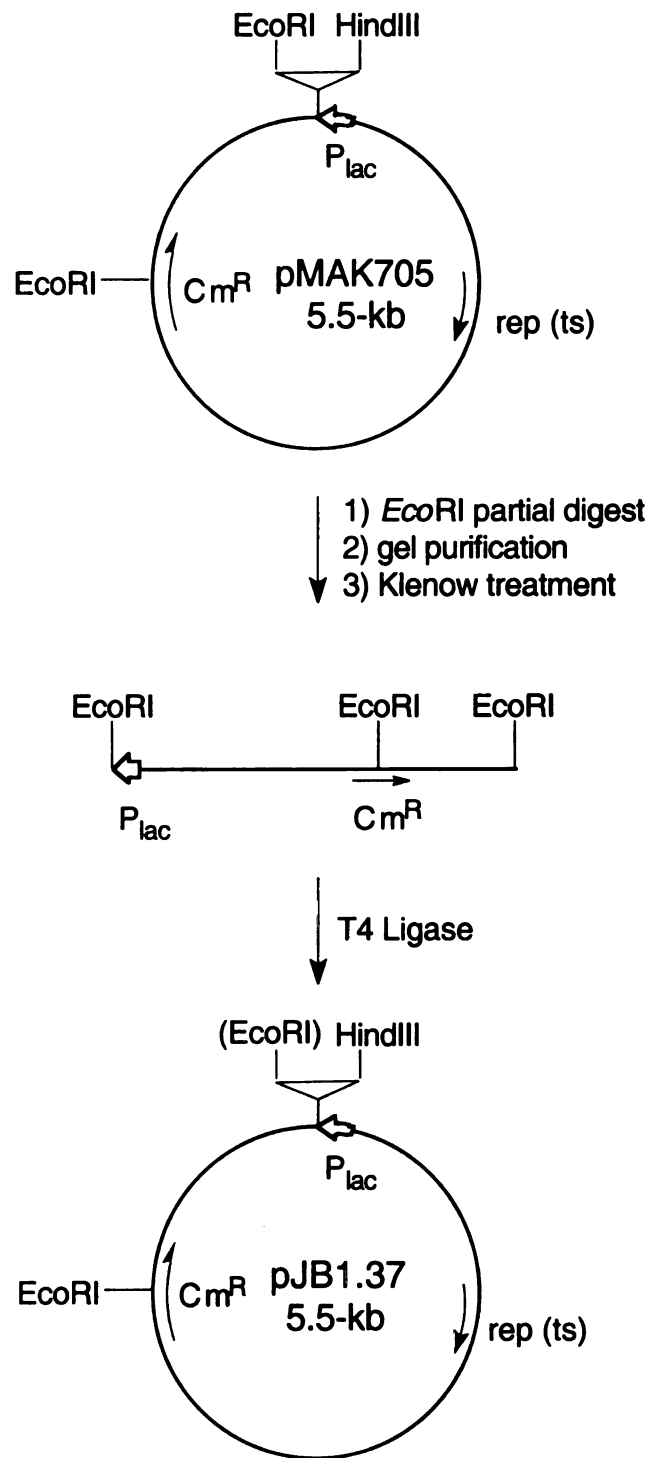 EcoRI HindIII
Plac
EcoRI
CmR
pMAK705
5.5-kb
rep (ts)
1) EcoRI partial digest
2) gel purification
3) Klenow treatment
EcoRI EcoRI EcoRI
Plac
CmR
T4 Ligase
(EcoRI) HindIII
Plac
EcoRI
CmR
pJB1.37
5.5-kb
rep (ts)